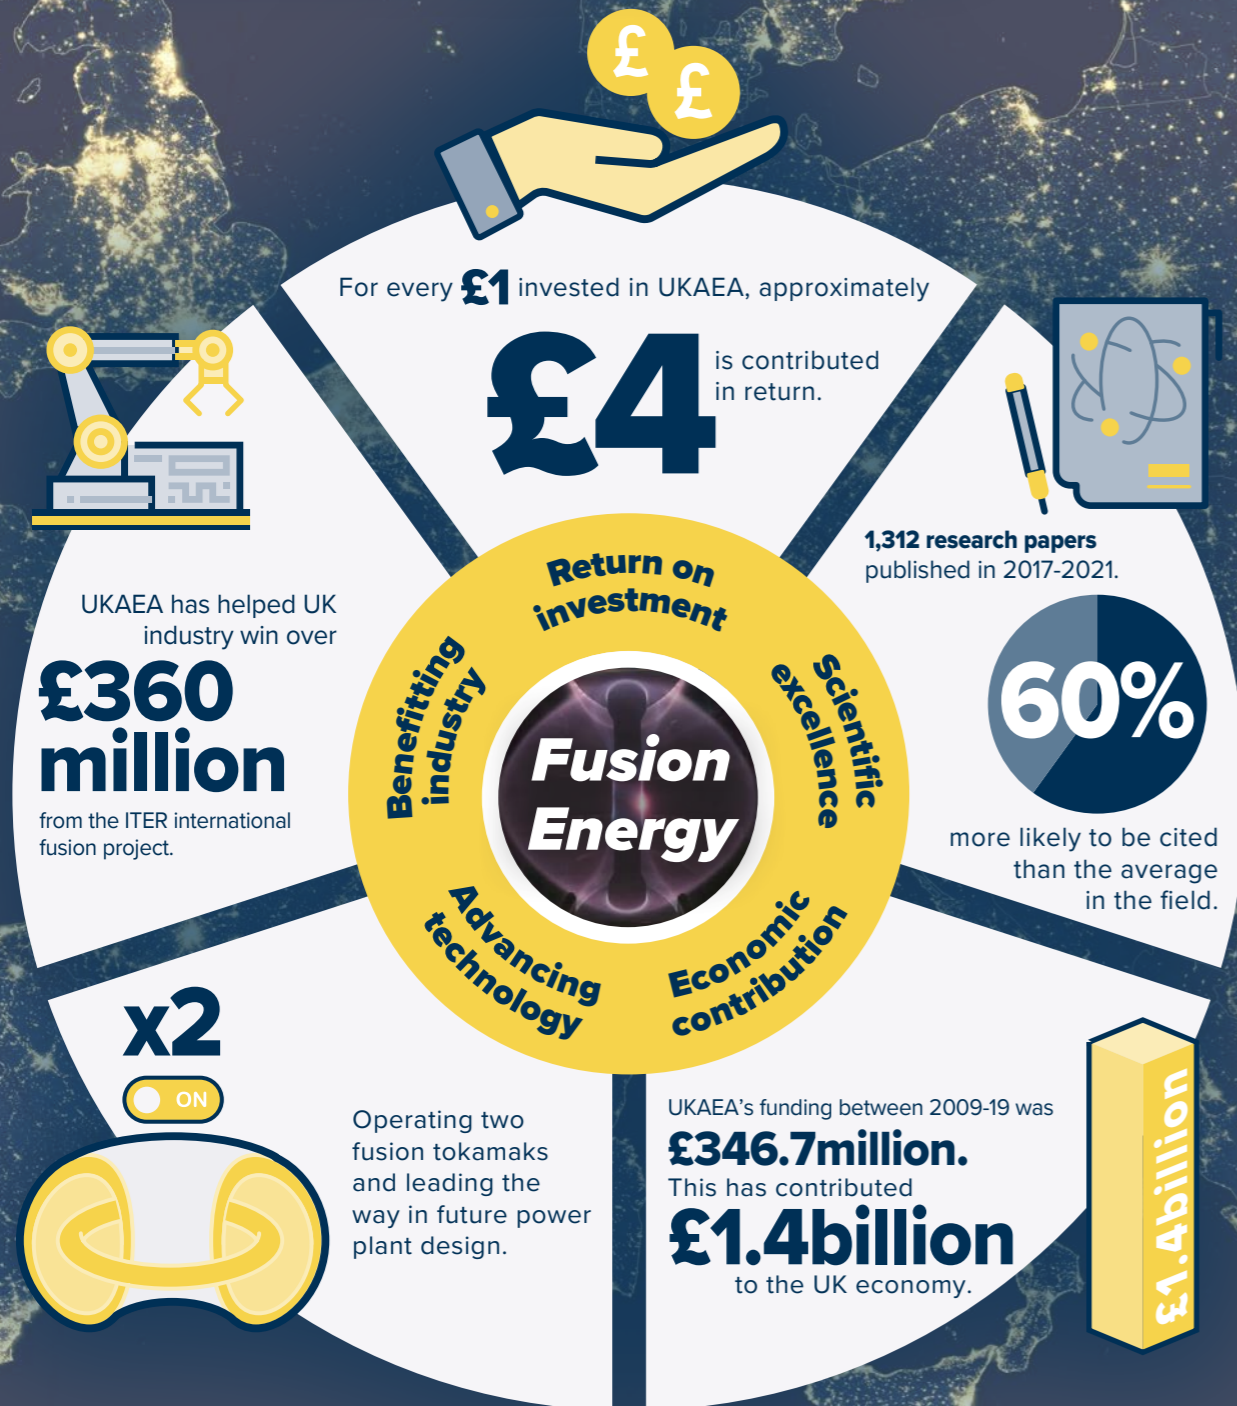 £
£
For every £1 invested in UKAEA, approximately
£4
is contributed
in return.
1,312 research papers
published in 2017-2021.
60%
more likely to be cited
than the average
in the field.
UKAEA has helped UK
industry win over
£360
million
from the ITER international
fusion project.
Return on
investment
Scientific
excellence
Economic
contribution
Advancing
technology
Benefitting
industry
Fusion
Energy
x2
ON
Operating two
fusion tokamaks
and leading the
way in future power
plant design.
UKAEA's funding between 2009-19 was
£346.7million.
This has contributed
£1.4billion
to the UK economy.
£1.4billion